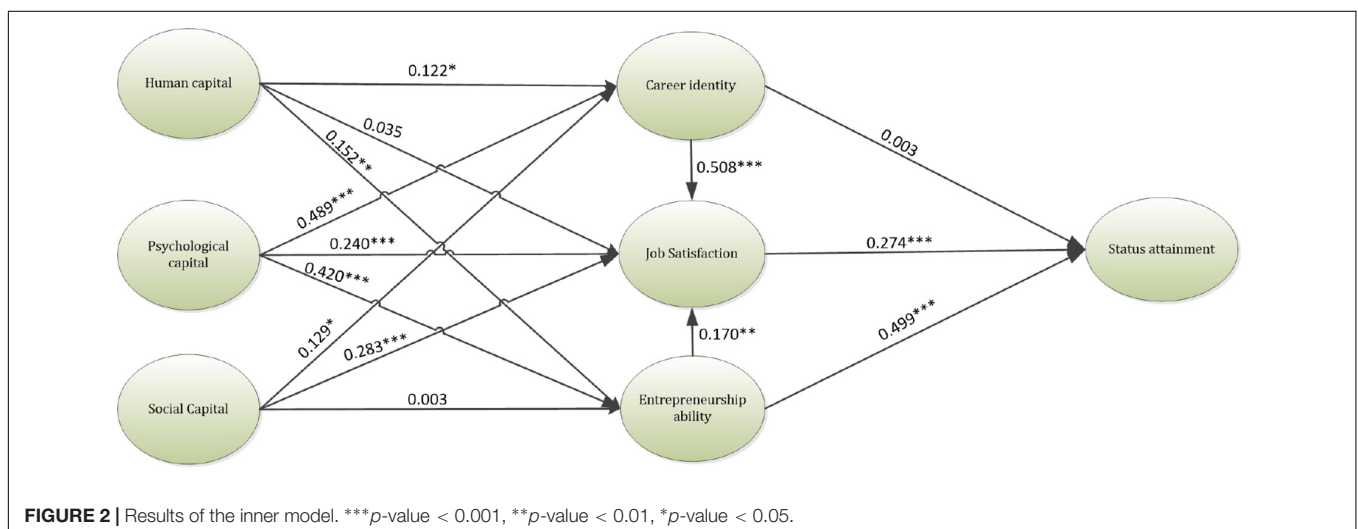 Human capital
0.122*
Career identity
0.035
0.152**
0.003
0.508***
0.489***
Psychological
capital
0.240***
Job Satisfaction
0.274***
Status attainment
0.420***
0.129*
0.283***
0.170**
0.499***
Social Capital
0.003
Entrepreneurship
ability
FIGURE 2 | Results of the inner model. ***p-value < 0.001, **p-value < 0.01, *p-value < 0.05.